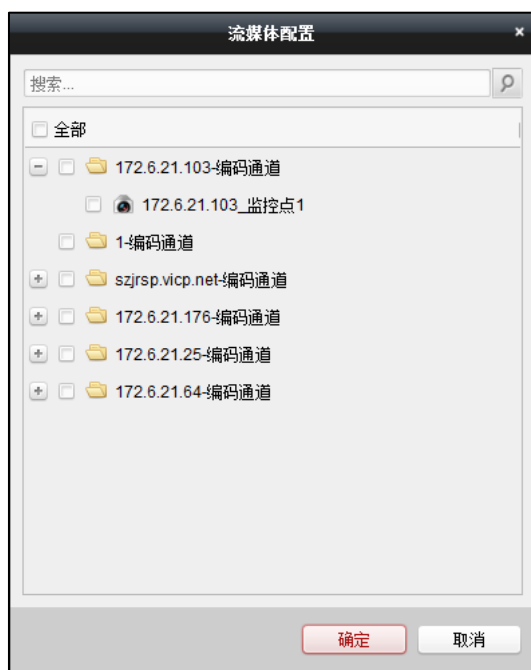 流媒体配置
搜索...
全部
172.6.21.103-编码通道
172.6.21.103_监控点1
1-编码通道
szjrsp.vicp.net-编码通道
172.6.21.176-编码通道
172.6.21.25-编码通道
172.6.21.64-编码通道
确定 取消